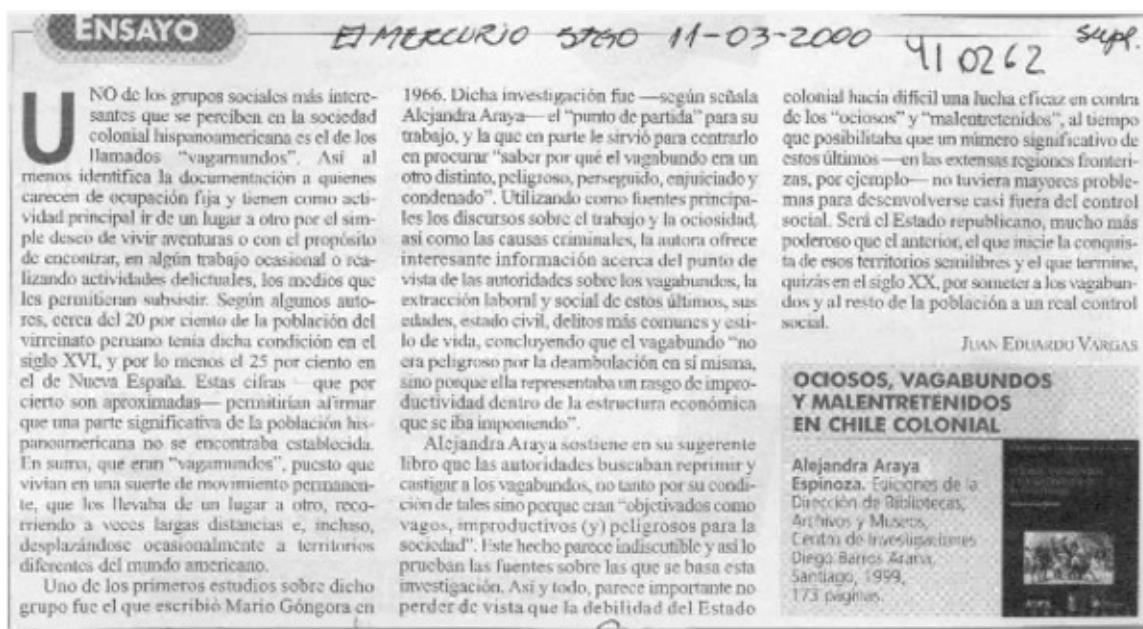 ENSAYO
El MERCURIO STGO 11-03-2000
410262
supl.
UNO de los grupos sociales más intere-
santes que se perciben en la sociedad
colonial hispanoamericana es el de los
llamados "vagamundos". Así al
menos identifica la documentación a quienes
carecen de ocupación fija y tienen como acti-
vidad principal ir de un lugar a otro por el sim-
ple deseo de vivir aventuras o con el propósito
de encontrar, en algún trabajo ocasional o rea-
lizando actividades delictuales, los medios que
les permitieran subsistir. Según algunos auto-
res, cerca del 20 por ciento de la población del
virreinato peruano tenía dicha condición en el
siglo XVI, y por lo menos el 25 por ciento en
el de Nueva España. Estas cifras —que por
cierto son aproximadas— permitirían afirmar
que una parte significativa de la población his-
panoamericana no se encontraba establecida.
En suma, que eran "vagamundos", puesto que
vivían en una suerte de movimiento permanen-
te, que los llevaba de un lugar a otro, reco-
rriendo a veces largas distancias e, incluso,
desplazándose ocasionalmente a territorios
diferentes del mundo americano.
Uno de los primeros estudios sobre dicho
grupo fue el que escribió Mario Góngora en
1966. Dicha investigación fue —según señala
Alejandra Araya— el "punto de partida" para su
trabajo, y la que en parte le sirvió para centrarlo
en procurar "saber por qué el vagabundo era un
otro distinto, peligroso, perseguido, enjuiciado y
condenado". Utilizando como fuentes principa-
les los discursos sobre el trabajo y la ociosidad,
así como las causas criminales, la autora ofrece
interesante información acerca del punto de
vista de las autoridades sobre los vagabundos, la
extracción laboral y social de estos últimos, sus
edades, estado civil, delitos más comunes y esti-
lo de vida, concluyendo que el vagabundo "no
era peligroso por la deambulación en sí misma,
sino porque ella representaba un rasgo de impro-
ductividad dentro de la estructura económica
que se iba imponiendo".
Alejandra Araya sostiene en su sugerente
libro que las autoridades buscaban reprimir y
castigar a los vagabundos, no tanto por su condi-
ción de tales sino porque eran "objetivados como
vagos, improductivos (y) peligrosos para la
sociedad". Este hecho parece indiscutible y así lo
prueban las fuentes sobre las que se basa esta
investigación. Así y todo, parece importante no
perder de vista que la debilidad del Estado
colonial hacía difícil una lucha eficaz en contra
de los "ociosos" y "malentretenidos", al tiempo
que posibilitaba que un número significativo de
estos últimos —en las extensas regiones fronteri-
zas, por ejemplo— no tuviera mayores proble-
mas para desenvolverse casi fuera del control
social. Será el Estado republicano, mucho más
poderoso que el anterior, el que inicie la conquis-
ta de esos territorios semilibres y el que termine,
quizás en el siglo XX, por someter a los vagabun-
dos y al resto de la población a un real control
social.
JUAN EDUARDO VARGAS
OCIOSOS, VAGABUNDOS
Y MALENTRETENIDOS
EN CHILE COLONIAL
Alejandra Araya
Espinoza. Ediciones de la
Dirección de Bibliotecas,
Archivos y Museos,
Centro de Investigaciones
Diego Barros Arana,
Santiago, 1999,
173 páginas.